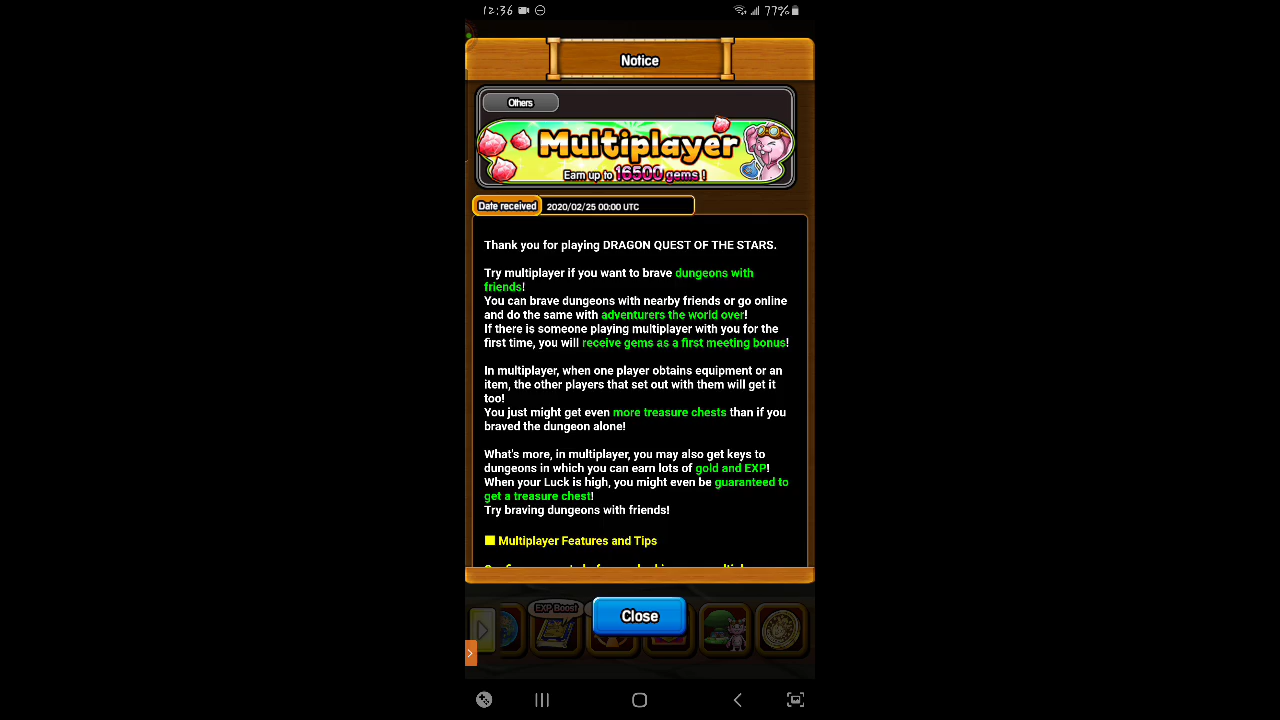 12:36
77%
Notice
Others
Multiplayer
Earn up to 16500 gems !
Date received 2020/02/25 00:00 UTC
Thank you for playing DRAGON QUEST OF THE STARS.
Try multiplayer if you want to brave dungeons with
friends!
You can brave dungeons with nearby friends or go online
and do the same with adventurers the world over!
If there is someone playing multiplayer with you for the
first time, you will receive gems as a first meeting bonus!
In multiplayer, when one player obtains equipment or an
item, the other players that set out with them will get it
too!
You just might get even more treasure chests than if you
braved the dungeon alone!
What's more, in multiplayer, you may also get keys to
dungeons in which you can earn lots of gold and EXP!
When your Luck is high, you might even be guaranteed to
get a treasure chest!
Try braving dungeons with friends!
■ Multiplayer Features and Tips
EXP Boost
Close